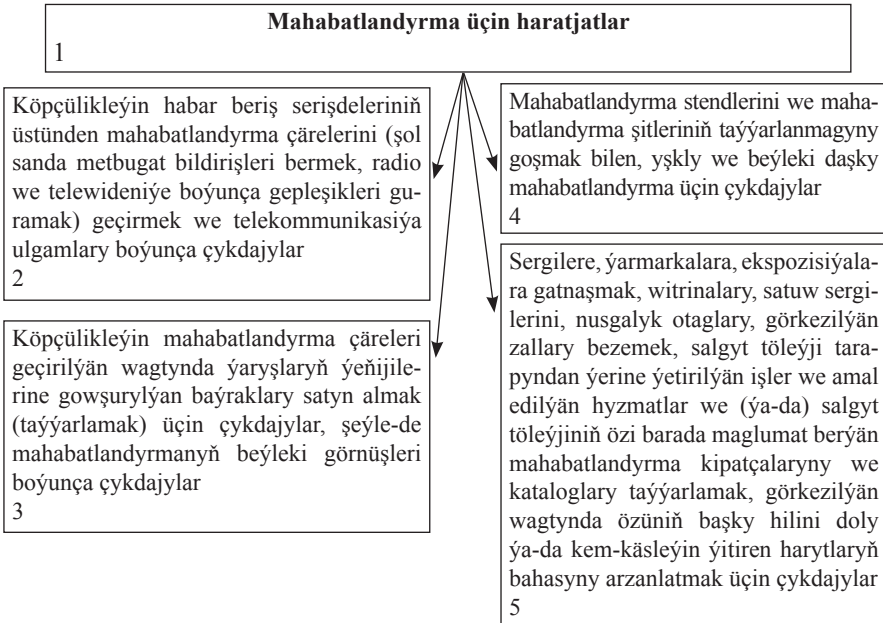 Mahabatlandyrma üçin haratjatlar
1
Köpçülikleýin habar beriş serişdeleriniň
üstünden mahabatlandyrma çärelerini (şol
sanda metbugat bildirişleri bermek, radio
we telewideniýe boýunça gepleşikleri gu-
ramak) geçirmek we telekommunikasiýa
ulgamlary boýunça çykdajylar
2
Köpçülikleýin mahabatlandyrma çäreleri
geçirilýän wagtynda ýaryşlaryň ýeňijile-
rine gowşurylýan baýraklary satyn almak
(taýýarlamak) üçin çykdajylar, şeýle-de
mahabatlandyrmanyň beýleki görnüşleri
boýunça çykdajylar
3
Mahabatlandyrma stendlerini we maha-
batlandyrma şitleriniň taýýarlanmagyny
goşmak bilen, yşkly we beýleki daşky
mahabatlandyrma üçin çykdajylar
4
Sergilere, ýarmarkalara, ekspozisiýala-
ra gatnaşmak, witrinalary, satuw sergi-
lerini, nusgalyk otaglary, görkezilýän
zallary bezemek, salgyt töleýji tara-
pyndan ýerine ýetirilýän işler we amal
edilýän hyzmatlar we (ýa-da) salgyt
töleýjiniň özi barada maglumat berýän
mahabatlandyrma kipatçalaryny we
kataloglary taýýarlamak, görkezilýän
wagtynda özüniň başky hilini doly
ýa-da kem-käsleýin ýitiren harytlaryň
bahasyny arzanlatmak üçin çykdajylar
5